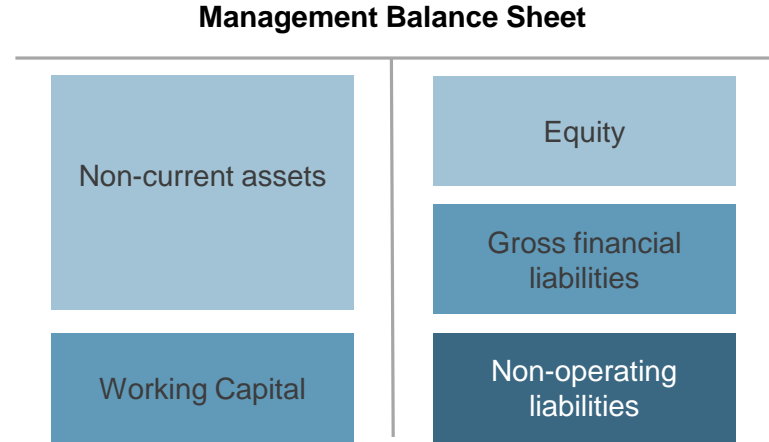 Management Balance Sheet
Non-current assets
Working Capital
Equity
Gross financial
liabilities
Non-operating
liabilities